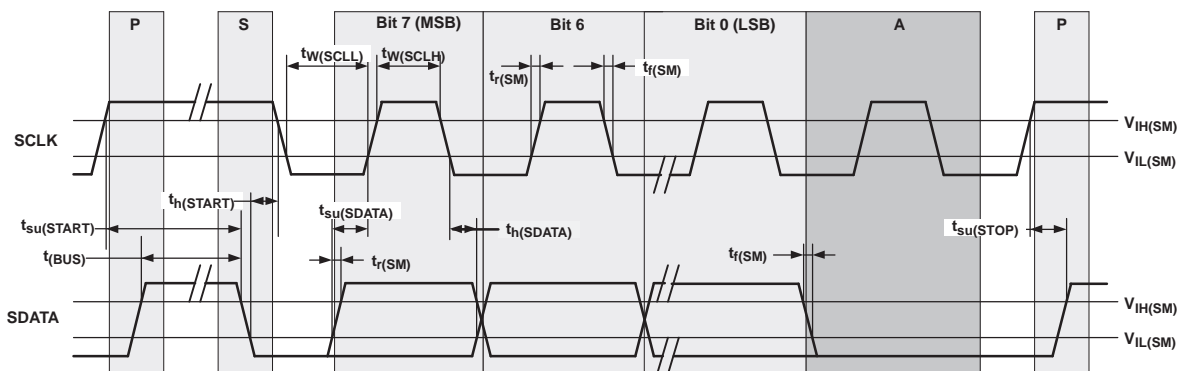 P S Bit 7 (MSB) Bit 6 Bit 0 (LSB) A P
tW(SCLL) tW(SCLH)
tr(SM) tf(SM)
VIH(SM)
SCLK
VIL(SM)
th(START)
tsu(SDATA)
tsu(START) th(SDATA) tsu(STOP)
t(BUS) tr(SM) tf(SM)
VIH(SM)
SDATA
VIL(SM)